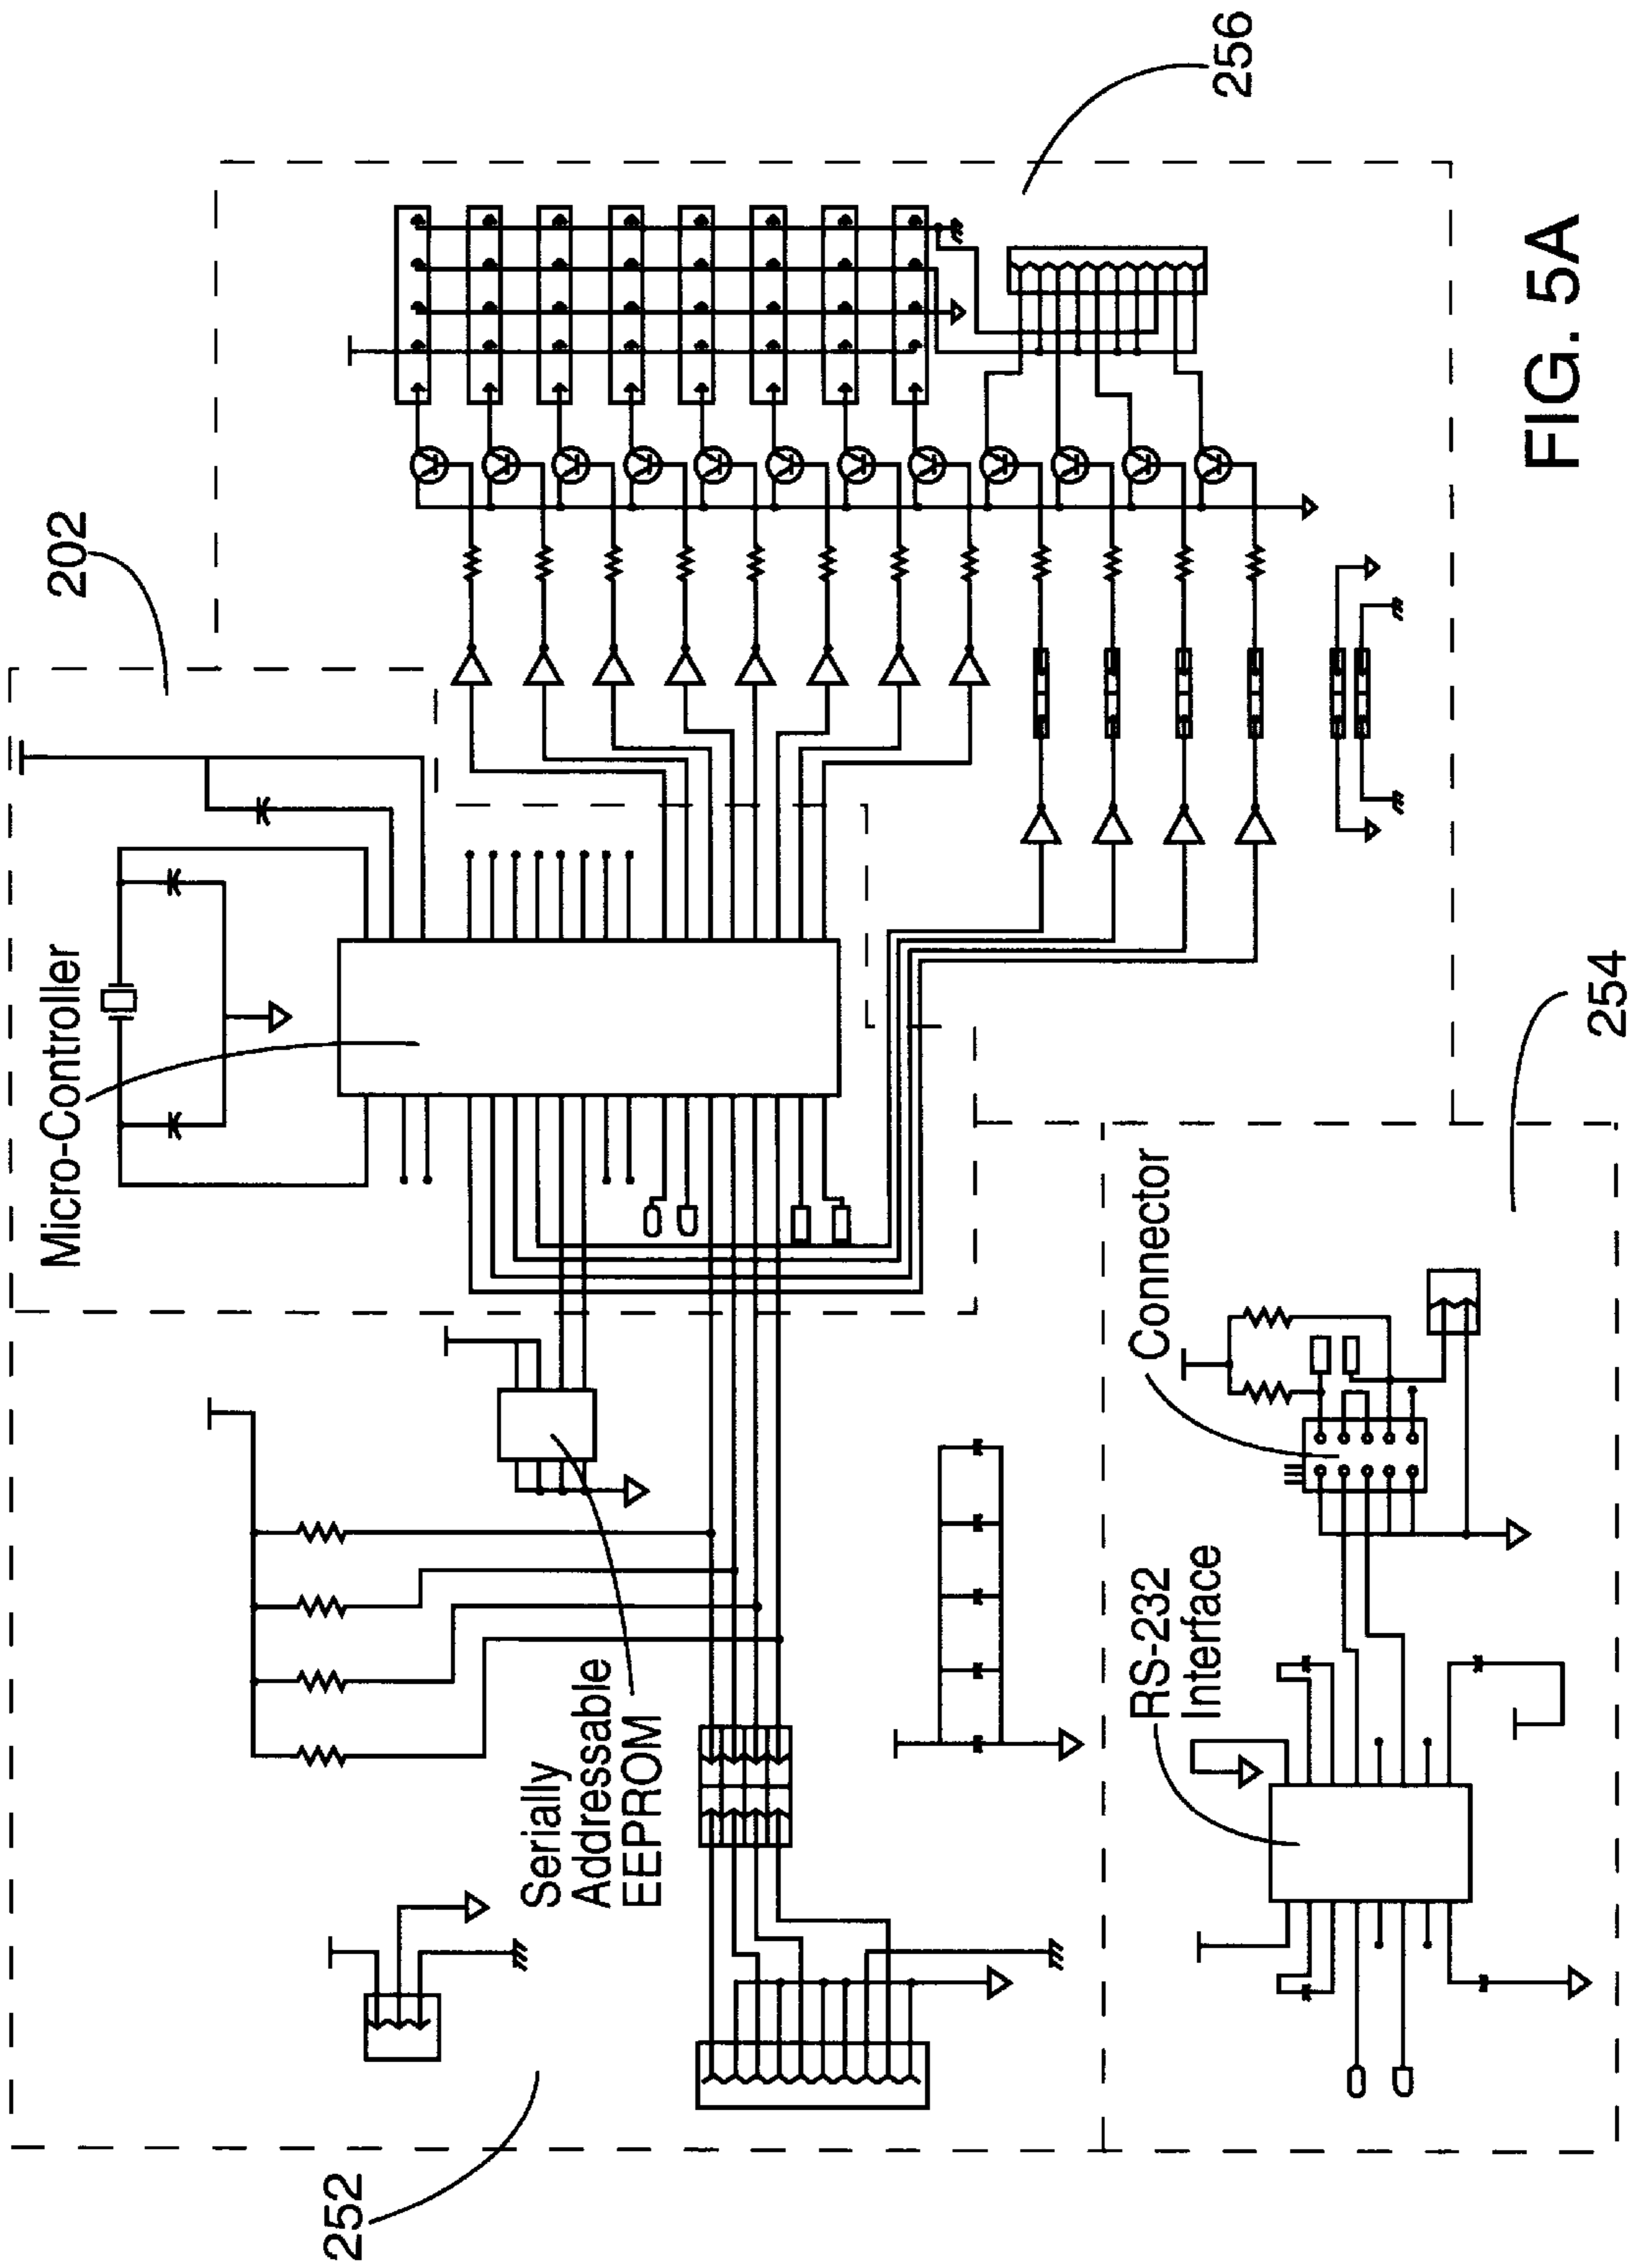 202
256
Micro-Controller
252
Serially
Addressable
EEPROM
RS-232
Interface
Connector
254
FIG. 5A